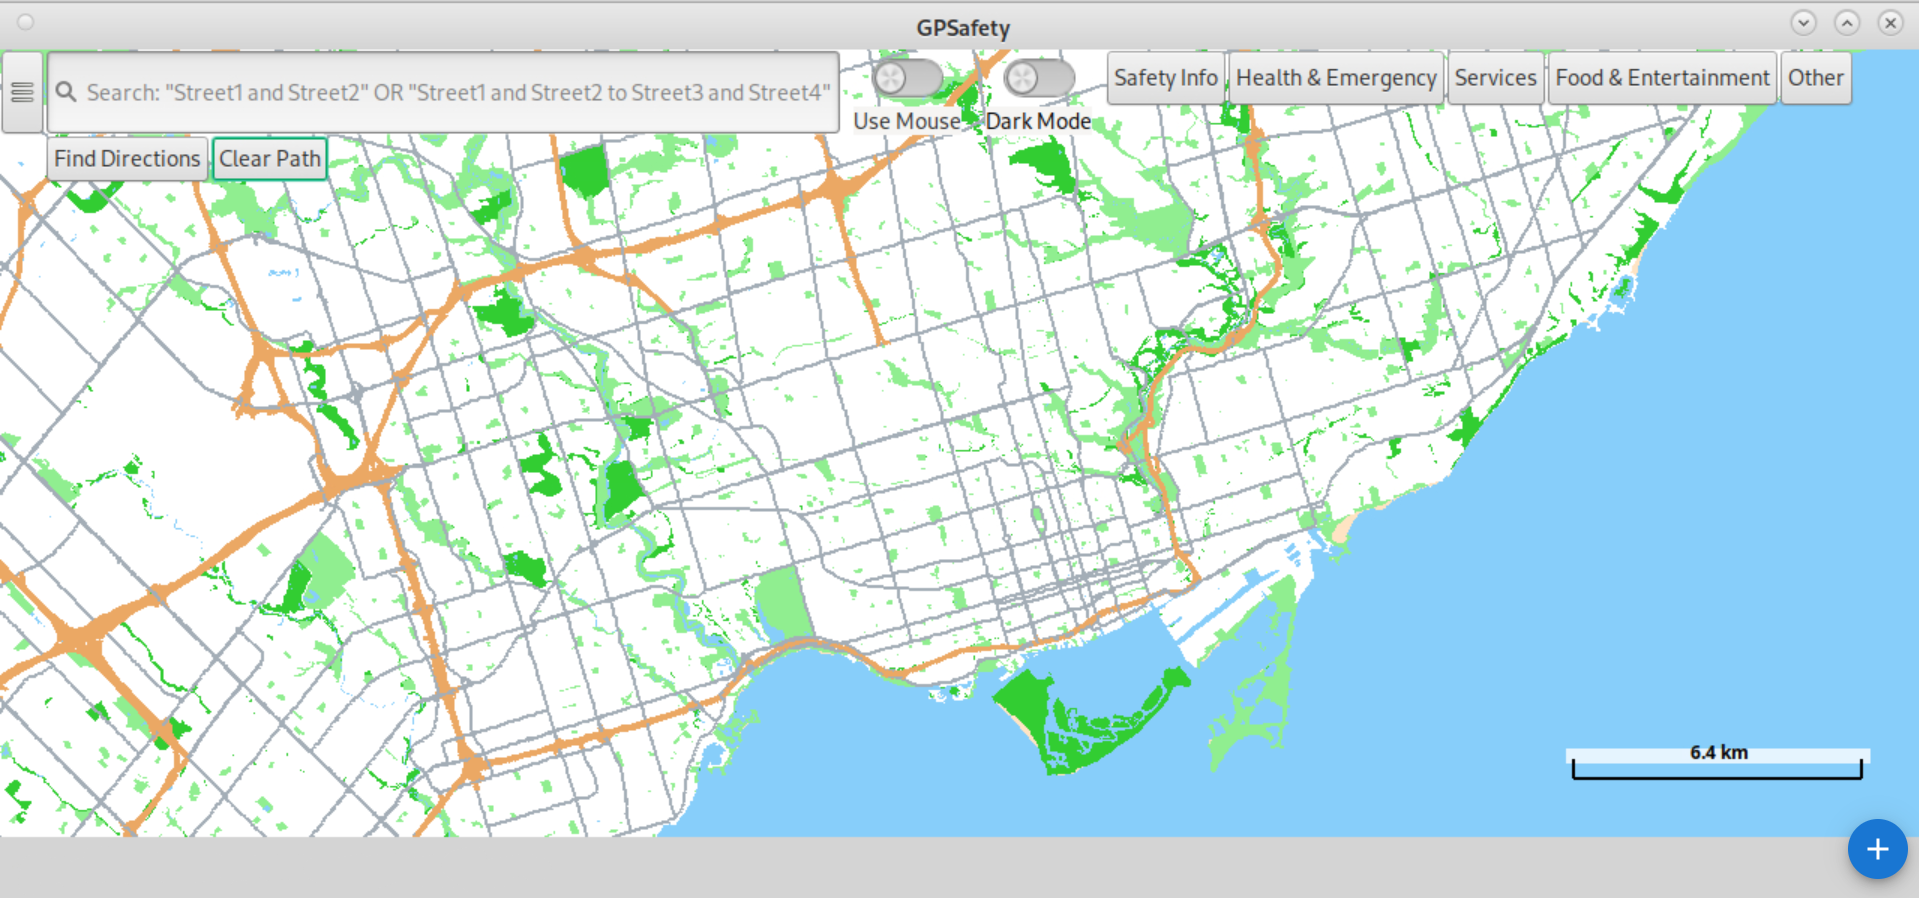 GPSafety
Search: "Street1 and Street2" OR "Street1 and Street2 to Street3 and Street4"
Use Mouse
Dark Mode
Safety Info
Health & Emergency
Services
Food & Entertainment
Other
Find Directions
Clear Path
6.4 km